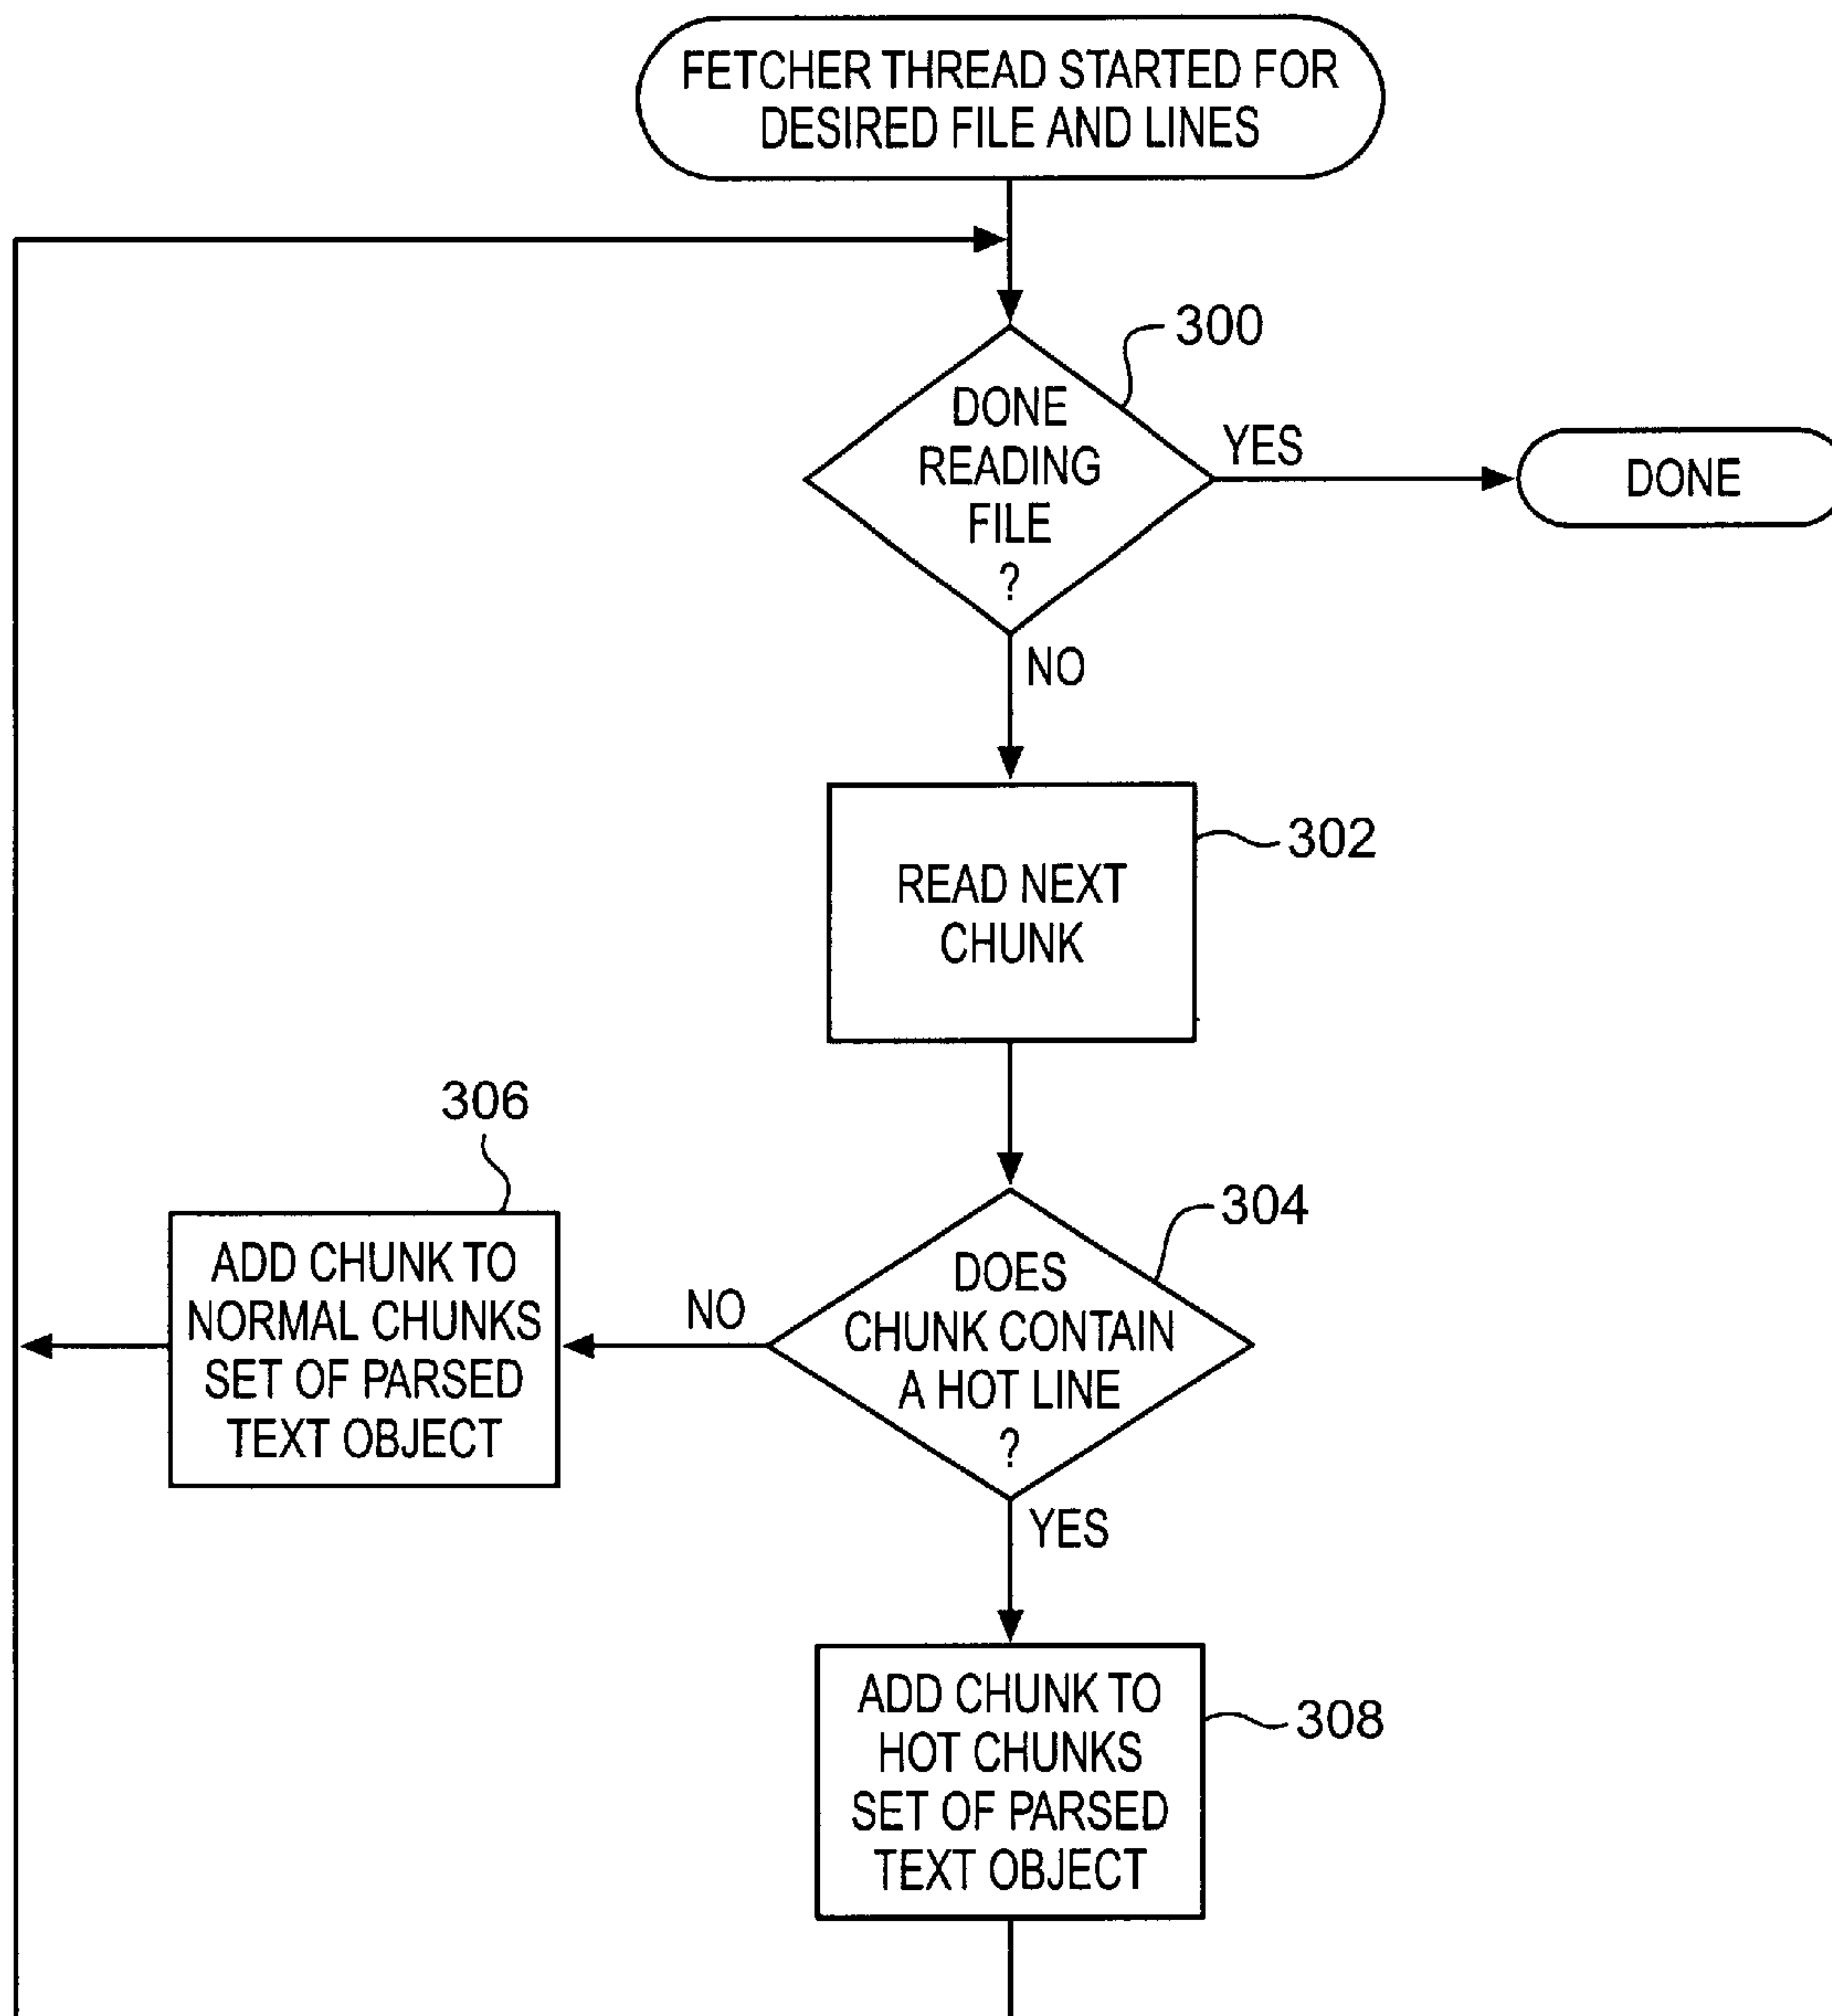 FETCHER THREAD STARTED FOR
DESIRED FILE AND LINES
300
DONE
READING
FILE
?
YES
DONE
NO
302
READ NEXT
CHUNK
306
304
ADD CHUNK TO
NORMAL CHUNKS
SET OF PARSED
TEXT OBJECT
NO
DOES
CHUNK CONTAIN
A HOT LINE
?
YES
ADD CHUNK TO
HOT CHUNKS
SET OF PARSED
TEXT OBJECT
308